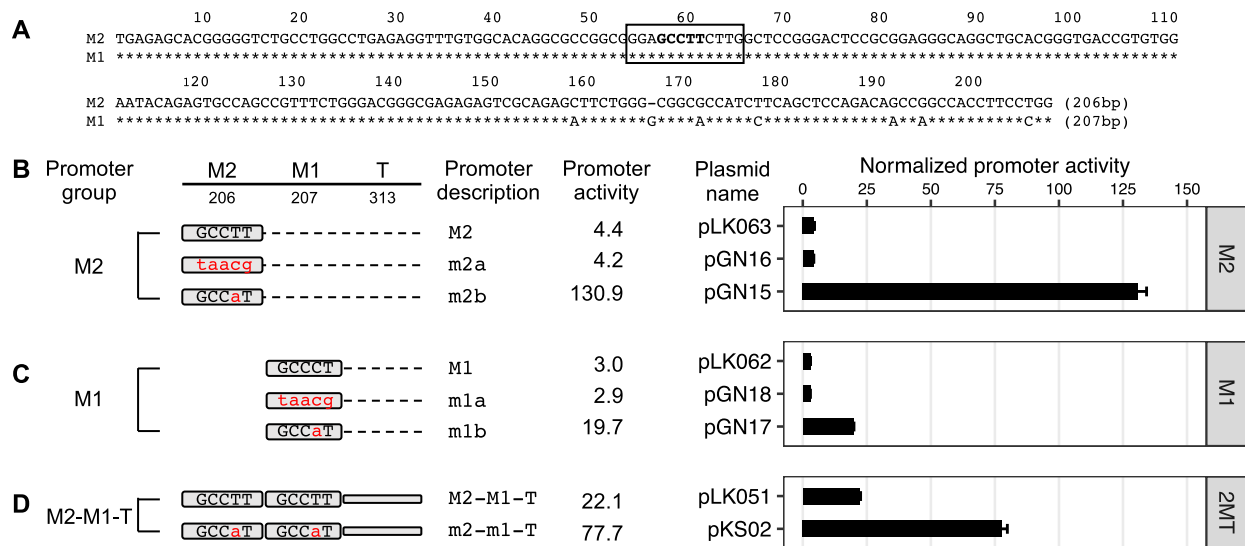 10 20 30 40 50 60 70 80 90 100 110
A
M2 TGAGAGCACGGGGGTCTGCCTGGCCTGAGAGGTTTGTGGCACAGGCGCCGGCGGGAGCCTTCTTGGCTCCGGGACTCCGCGGAGGGCAGGCTGCACGGGTGACCGTGTGG
M1 **************************************************************************************************************
120 130 140 150 160 170 180 190 200
M2 AATACAGAGTGCCAGCCGTTTCTGGGACGGGCGAGAGAGTCGCAGAGCTTCTGGG-CGGCGCCATCTTCAGCTCCAGACAGCCGGCCACCTTCCTGG (206bp)
M1 ***********************************************A*******G****A*****C*************A**A**********C** (207bp)
B Promoter group M2 M1 T Promoter description Promoter activity Plasmid name Normalized promoter activity
206 207 313 0 25 50 75 100 125 150
GCCTT M2 4.4 pLK063
M2 taacg m2a 4.2 pGN16 M2
GCCaT m2b 130.9 pGN15
C
GCCCT M1 3.0 pLK062
M1 taacg m1a 2.9 pGN18 M1
GCCaT m1b 19.7 pGN17
D
M2-M1-T
GCCTT GCCTT M2-M1-T 22.1 pLK051
GCCaT GCCaT m2-m1-T 77.7 pKS02
2MT